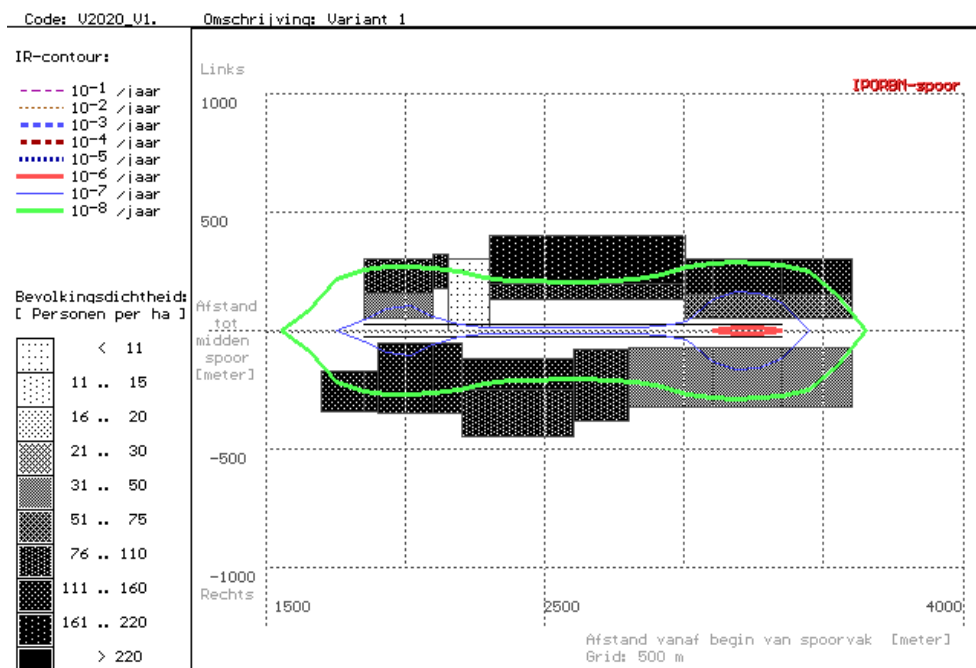 Code: V2020_V1. Omschrijving: Variant 1
IR-contour:
10-1 /jaar
10-2 /jaar
10-3 /jaar
10-4 /jaar
10-5 /jaar
10-6 /jaar
10-7 /jaar
10-8 /jaar
Bevolkingsdichtheid:
[ Personen per ha ]
< 11
11 .. 15
16 .. 20
21 .. 30
31 .. 50
51 .. 75
76 .. 110
111 .. 160
161 .. 220
> 220
Links
1000
500
Afstand
tot
midden
spoor
[meter]
-500
-1000
Rechts
IPORBM-spoor
1500 2500 4000
Afstand vanaf begin van spoorvak [meter]
Grid: 500 m